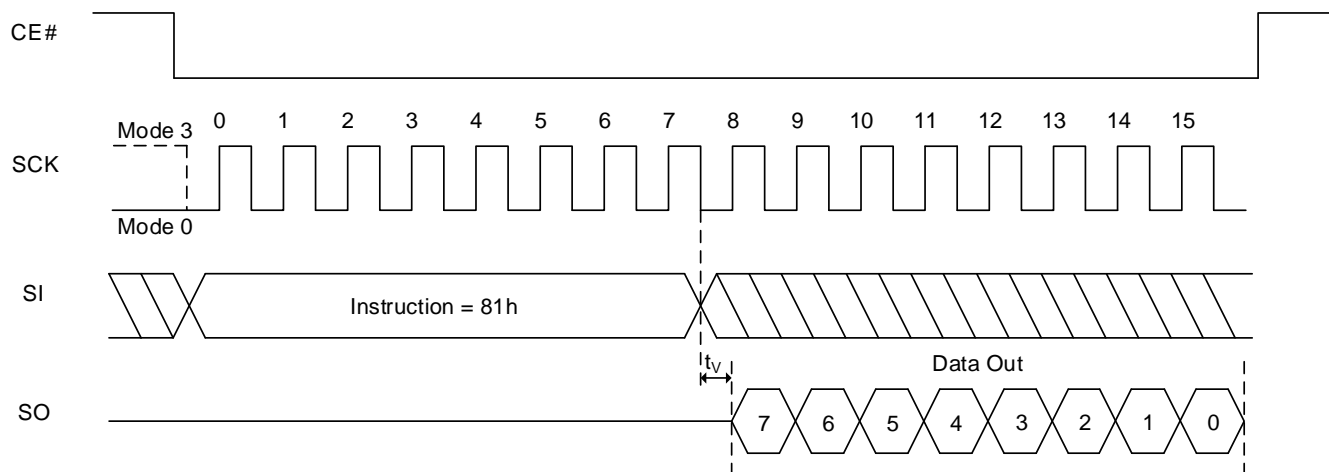 CE#
0 1 2 3 4 5 6 7 8 9 10 11 12 13 14 15
Mode 3
SCK
Mode 0
SI
Instruction = 81h
tV
Data Out
SO
7 6 5 4 3 2 1 0